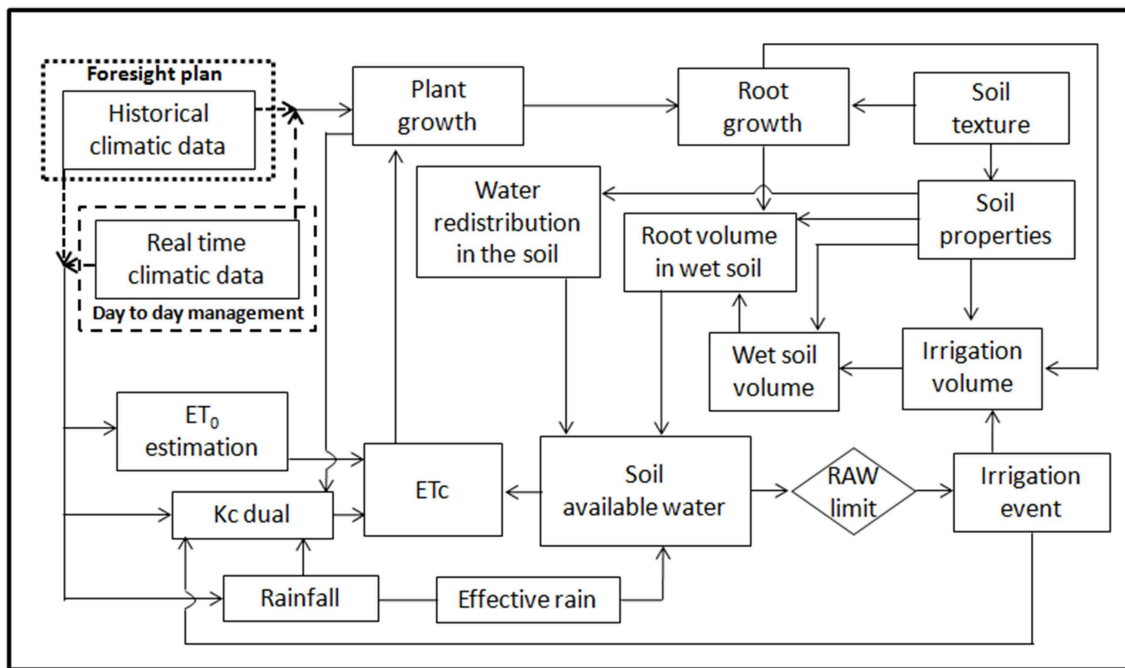 Foresight plan
Historical
climatic data
Real time
climatic data
Day to day management
Plant
growth
Root
growth
Soil
texture
Water
redistribution
in the soil
Root volume
in wet soil
Soil
properties
Wet soil
volume
Irrigation
volume
ET₀
estimation
ETc
Soil
available water
RAW
limit
Irrigation
event
Kc dual
Rainfall
Effective rain